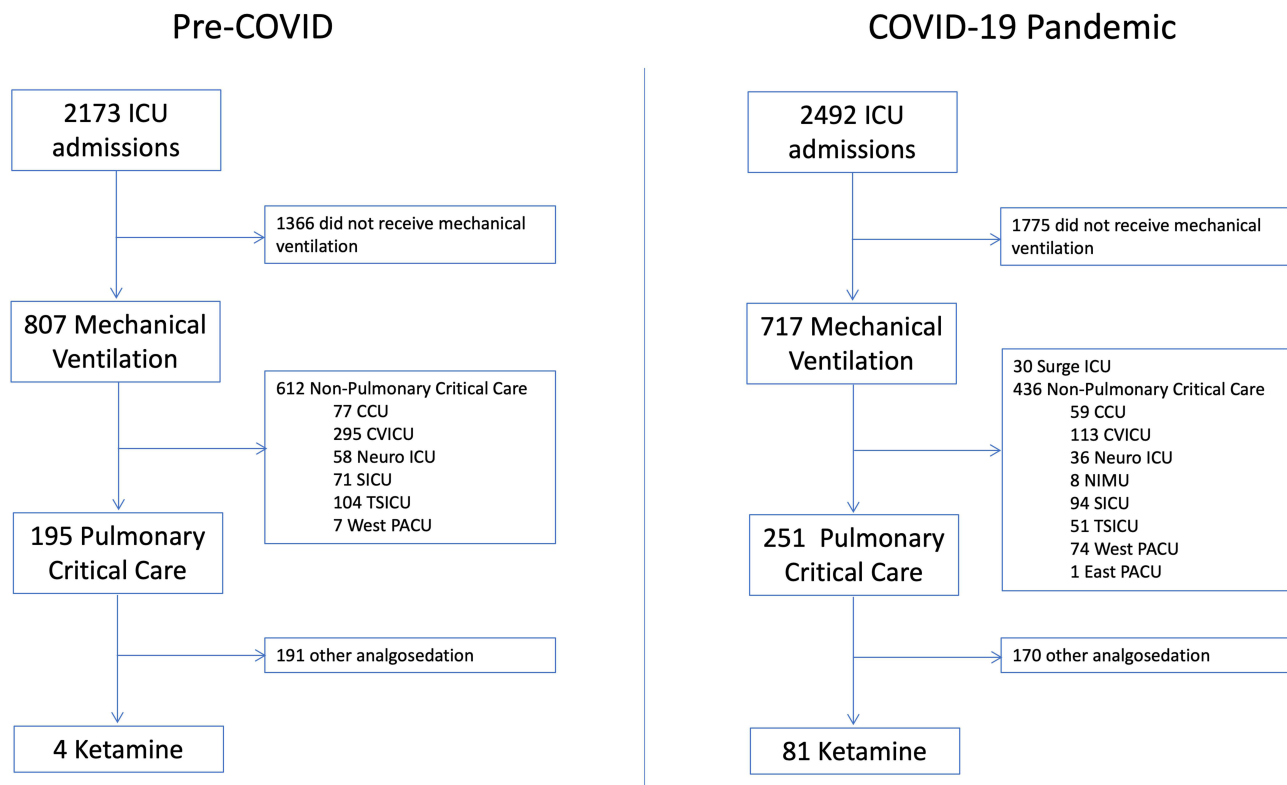 Pre-COVID
2173 ICU
admissions
1366 did not receive mechanical
ventilation
807 Mechanical
Ventilation
612 Non-Pulmonary Critical Care
77 CCU
295 CVICU
58 Neuro ICU
71 SICU
104 TSICU
7 West PACU
195 Pulmonary
Critical Care
191 other analgosedation
4 Ketamine
COVID-19 Pandemic
2492 ICU
admissions
1775 did not receive mechanical
ventilation
717 Mechanical
Ventilation
30 Surge ICU
436 Non-Pulmonary Critical Care
59 CCU
113 CVICU
36 Neuro ICU
8 NIMU
94 SICU
51 TSICU
74 West PACU
1 East PACU
251 Pulmonary
Critical Care
170 other analgosedation
81 Ketamine